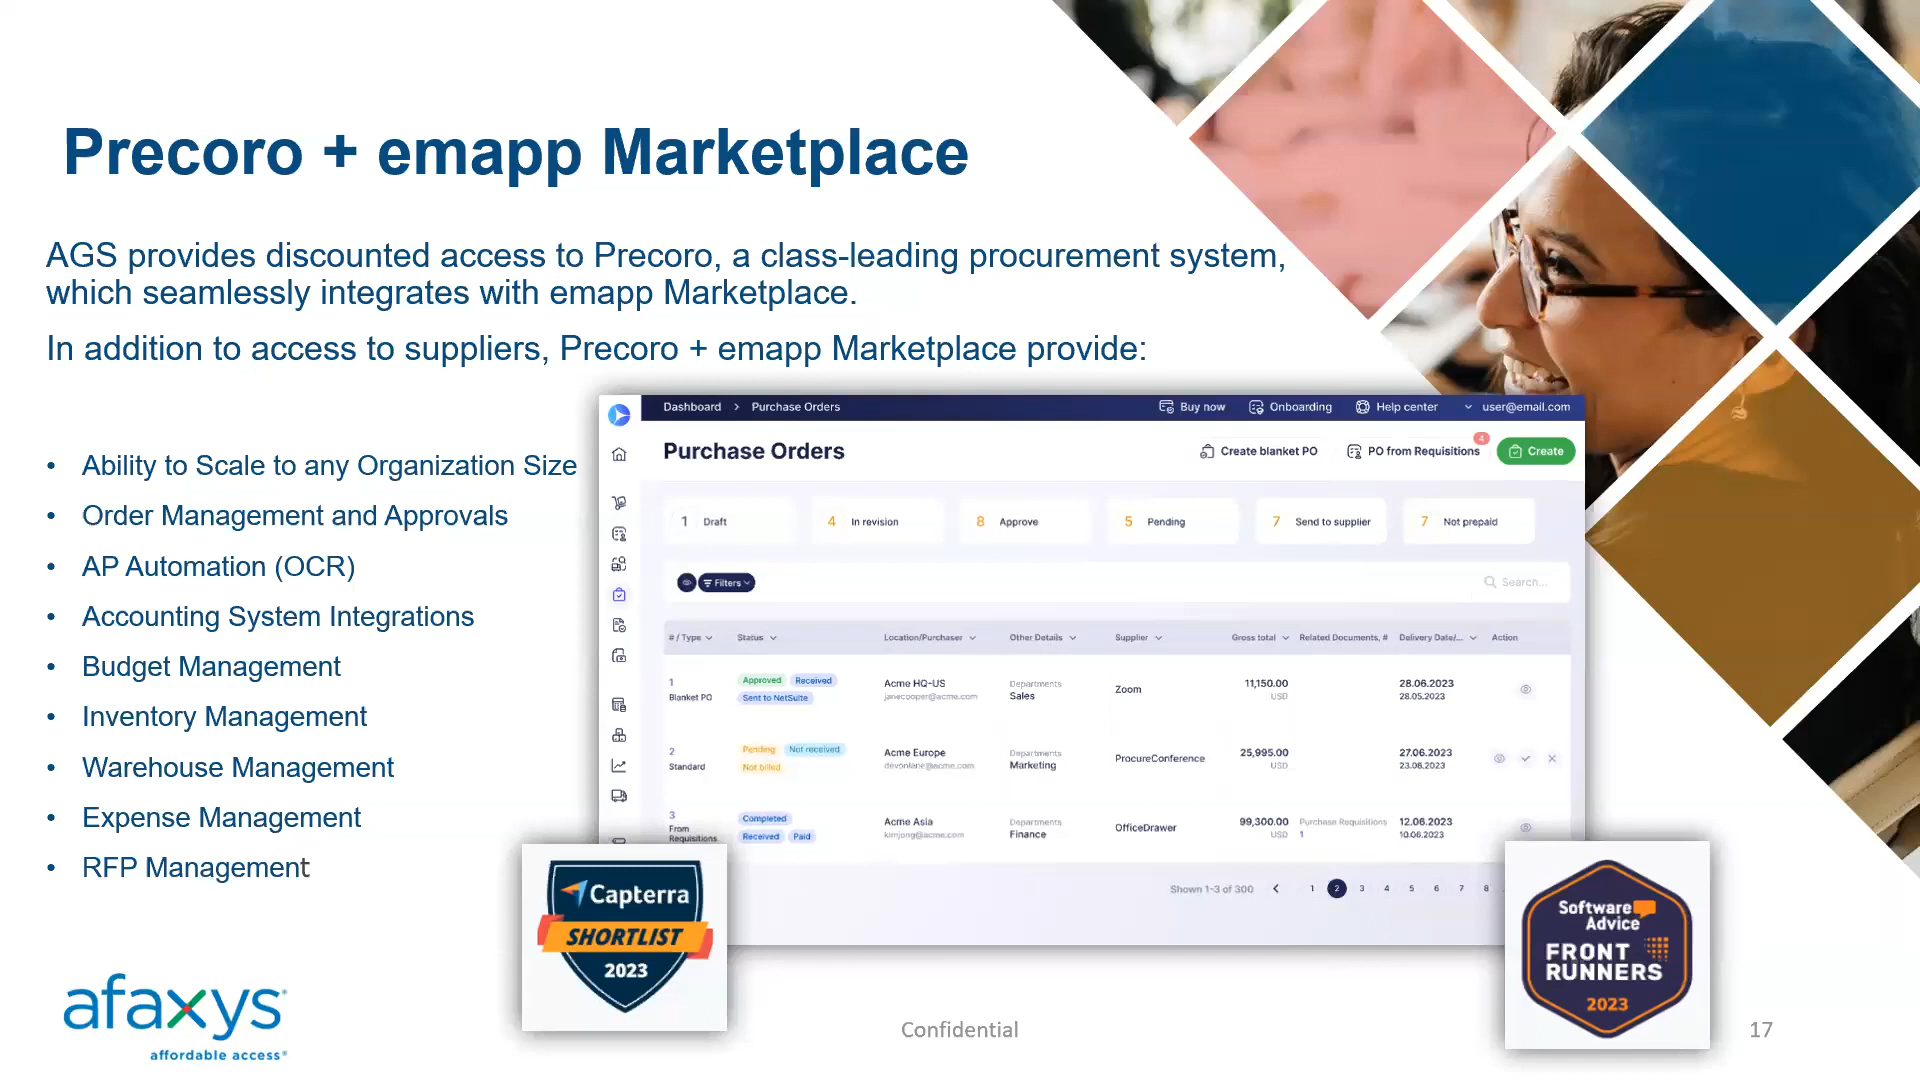 Precoro + emapp Marketplace
AGS provides discounted access to Precoro, a class-leading procurement system,
which seamlessly integrates with emapp Marketplace.
In addition to access to suppliers, Precoro + emapp Marketplace provide:
• Ability to Scale to any Organization Size
• Order Management and Approvals
• AP Automation (OCR)
• Accounting System Integrations
• Budget Management
• Inventory Management
• Warehouse Management
• Expense Management
• RFP Management
Dashboard > Purchase Orders Buy now Onboarding Help center user@email.com
Purchase Orders Create blanket PO PO from Requisitions 4 Create
1 Draft 4 In revision 8 Approve 5 Pending 7 Send to supplier 7 Not prepaid
Filters Search...
# / Type Status Location/Purchaser Other Details Supplier Gross total Related Documents, # Delivery Date/... Action
1 Approved Received Acme HQ-US Departments Zoom 11,150.00 28.06.2023
Blanket PO Sent to NetSuite janecooper@acme.com Sales USD 28.05.2023
2 Pending Not received Acme Europe Departments ProcureConference 25,995.00 27.06.2023
Standard Not billed devonlane@acme.com Marketing USD 23.06.2023
3 Completed Acme Asia Departments OfficeDrawer 99,300.00 Purchase Requisitions 12.06.2023
From Received Paid kimjong@acme.com Finance USD 1 10.06.2023
Requisitions
Shown 1-3 of 300 < 1 2 3 4 5 6 7 8
Capterra
SHORTLIST
2023
Software
Advice
FRONT
RUNNERS
2023
afaxys
affordable access®
Confidential
17